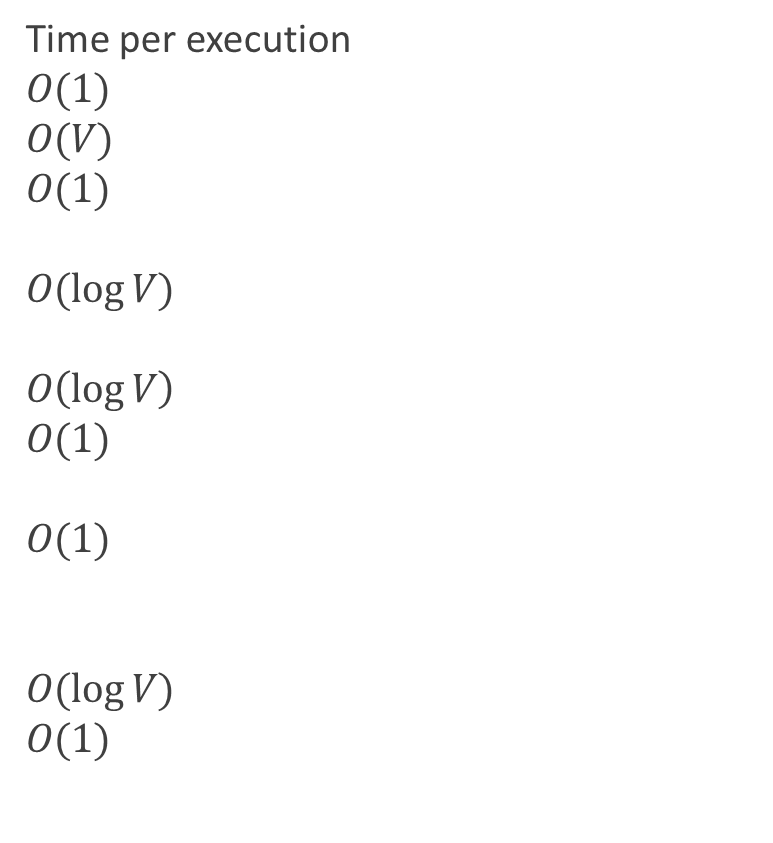 Time per execution
O(1)
O(V)
O(1)
O(log V)
O(log V)
O(1)
O(1)
O(log V)
O(1)